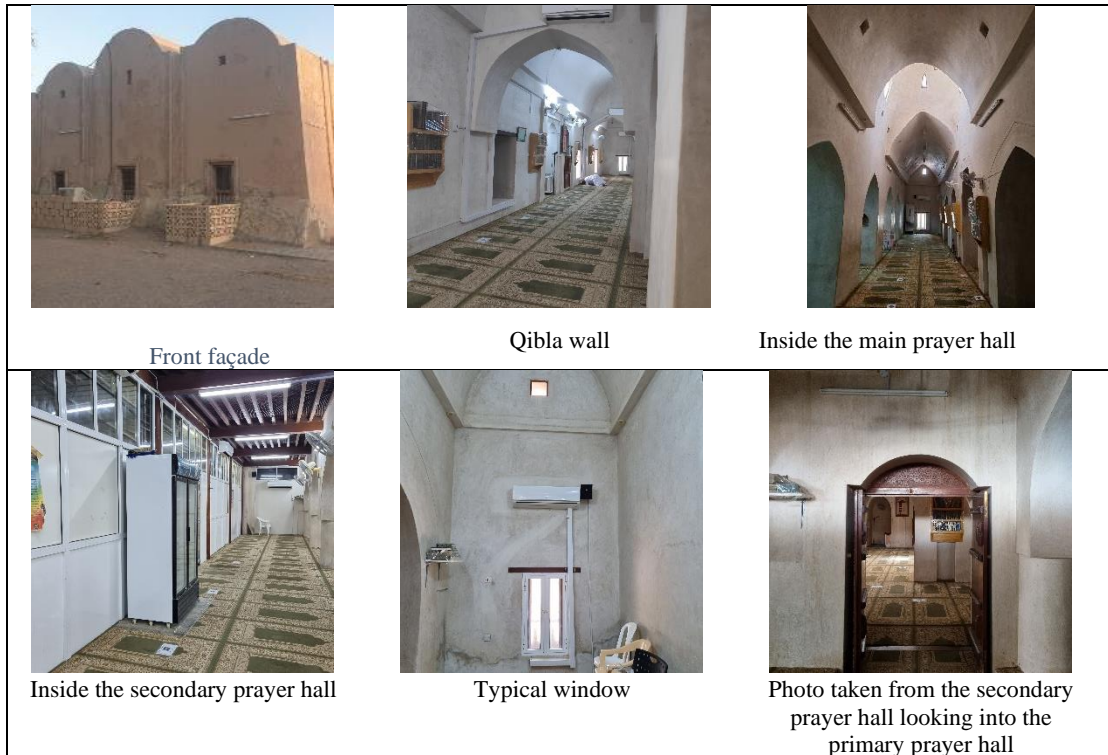 Front façade
Qibla wall
Inside the main prayer hall
Inside the secondary prayer hall
Typical window
Photo taken from the secondary
prayer hall looking into the
primary prayer hall